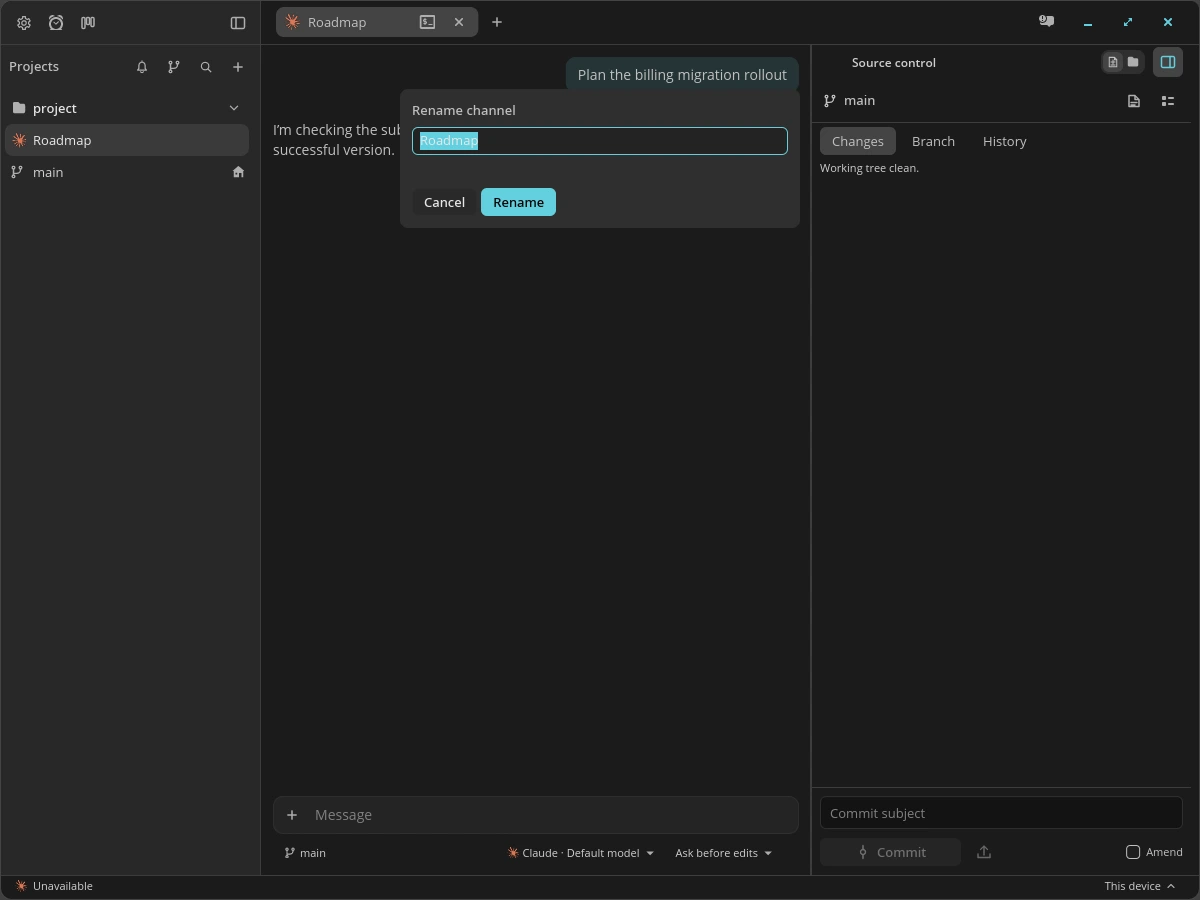 Roadmap
Projects
project
Roadmap
main
Plan the billing migration rollout
I'm checking the sub
successful version.
Rename channel
Roadmap
Cancel
Rename
Message
main
Claude · Default model
Ask before edits
Source control
main
Changes
Branch
History
Working tree clean.
Commit subject
Commit
Amend
Unavailable
This device